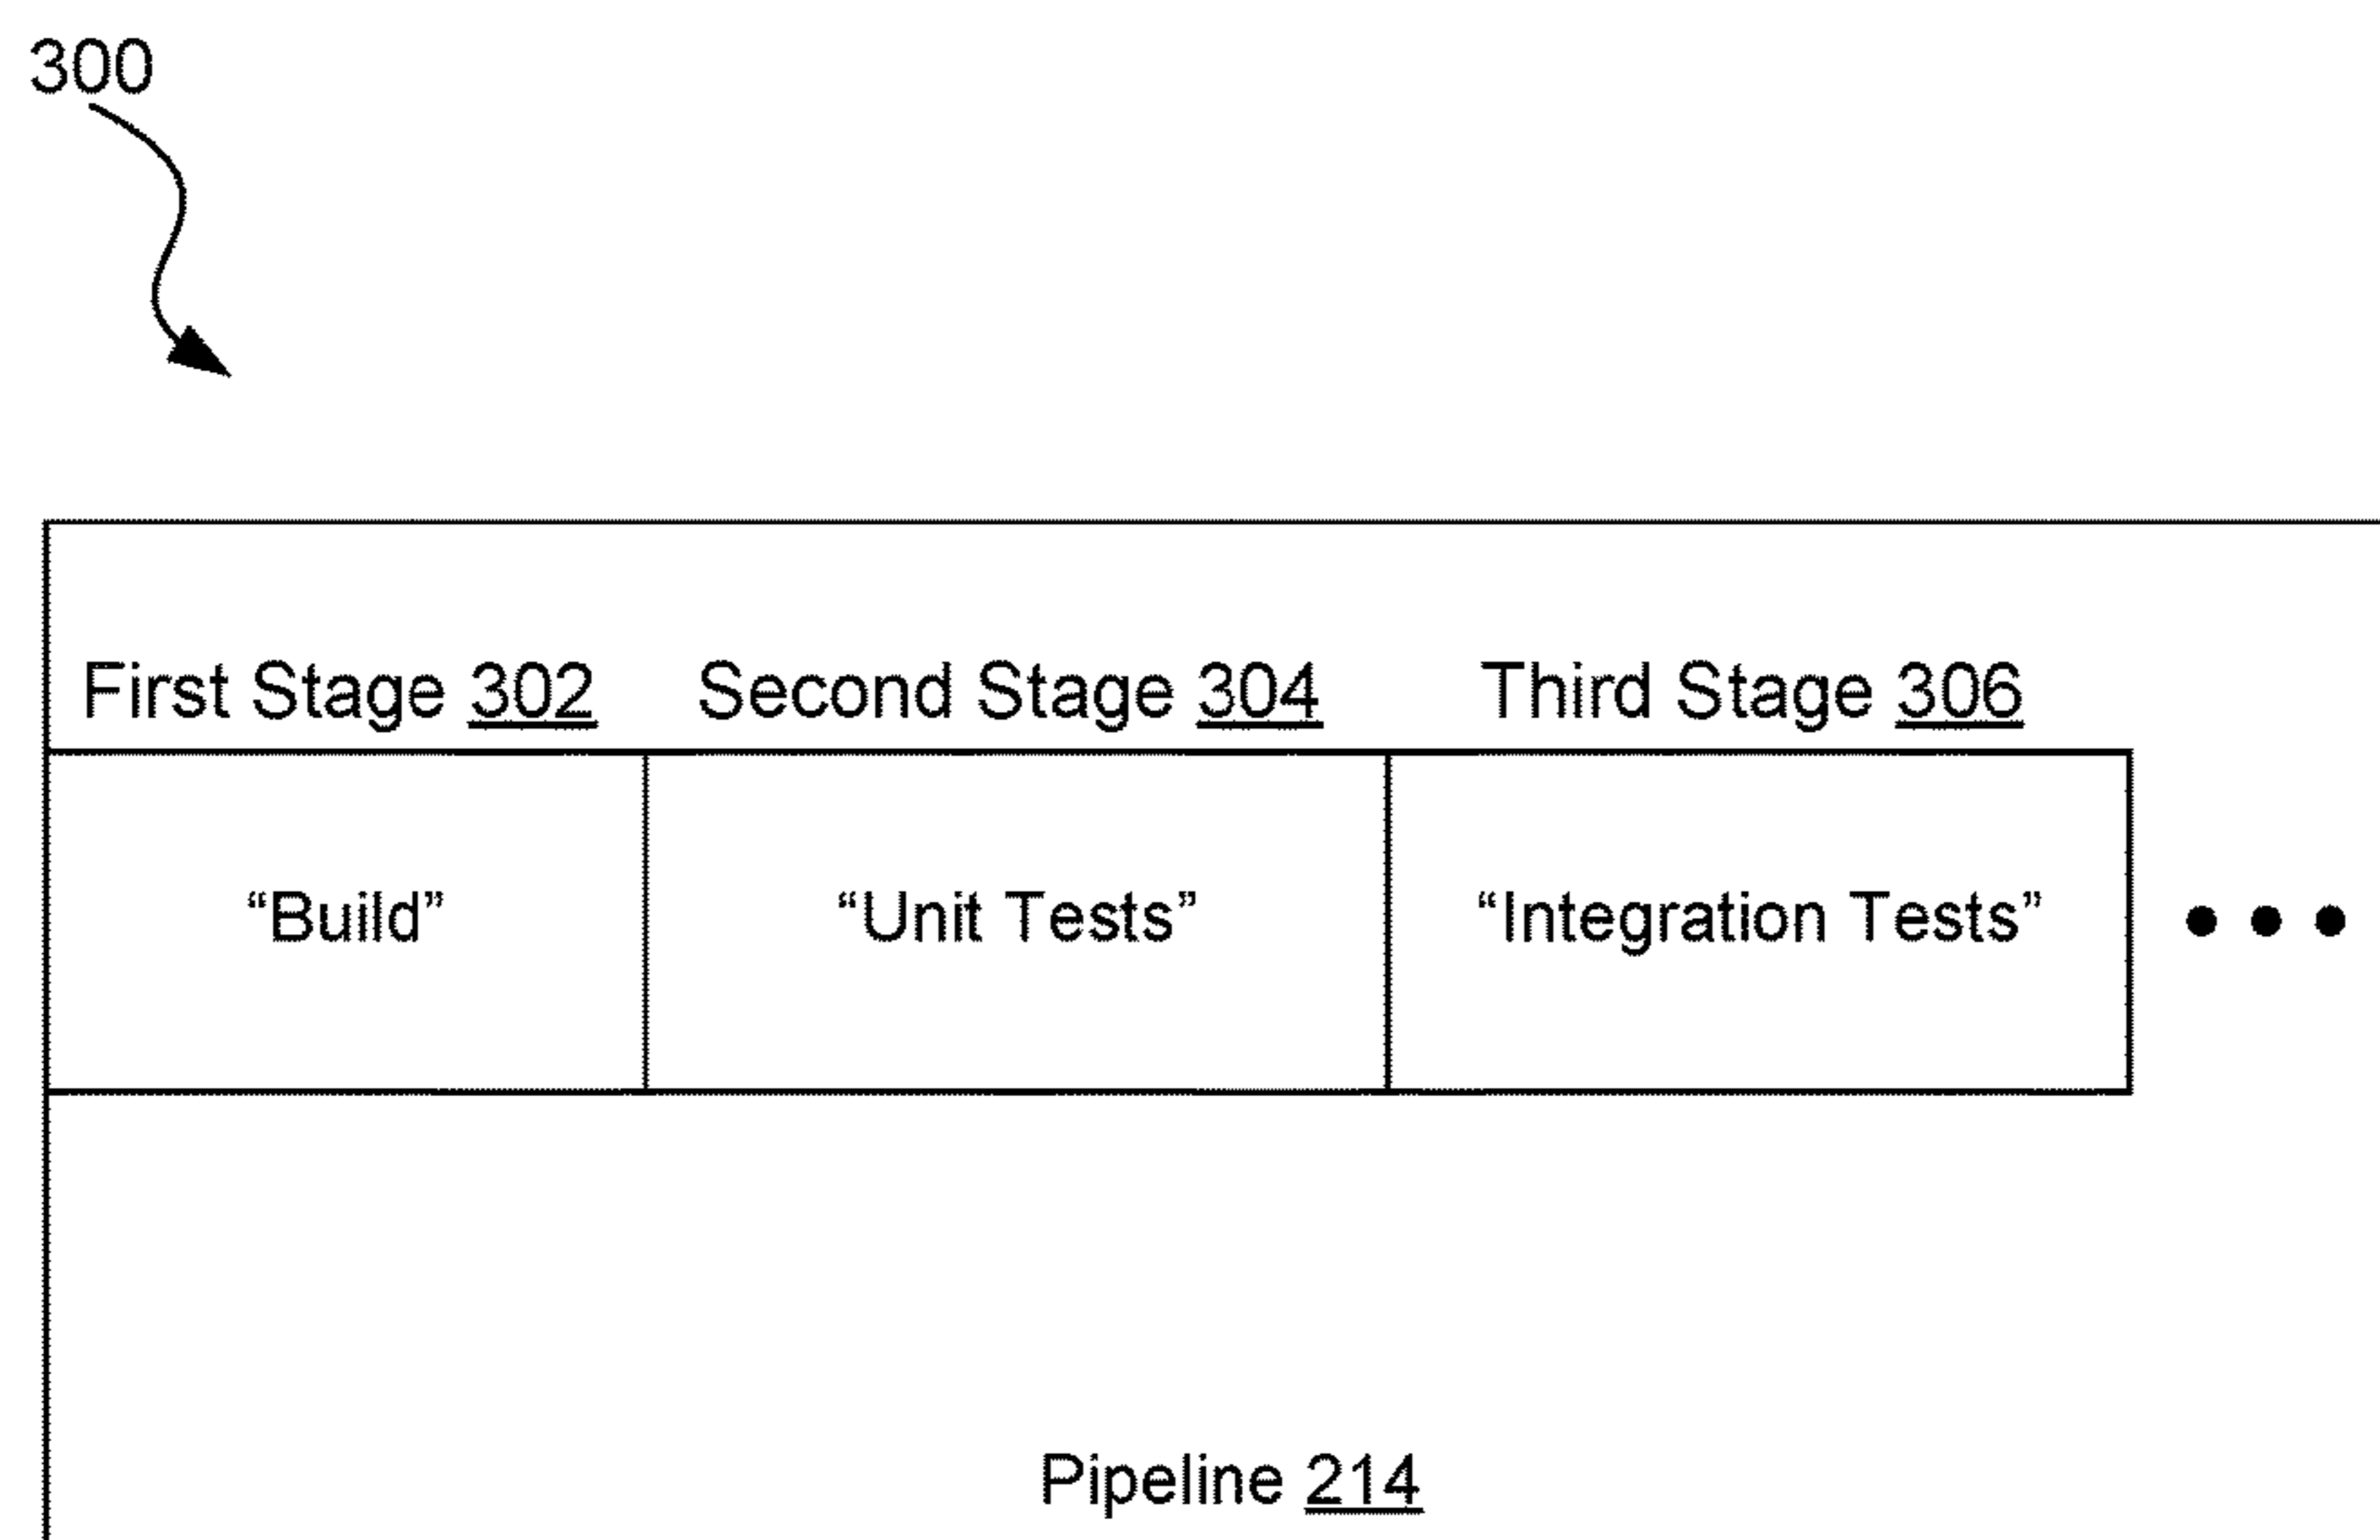 300
First Stage 302 Second Stage 304 Third Stage 306
“Build” “Unit Tests” “Integration Tests”
Pipeline 214